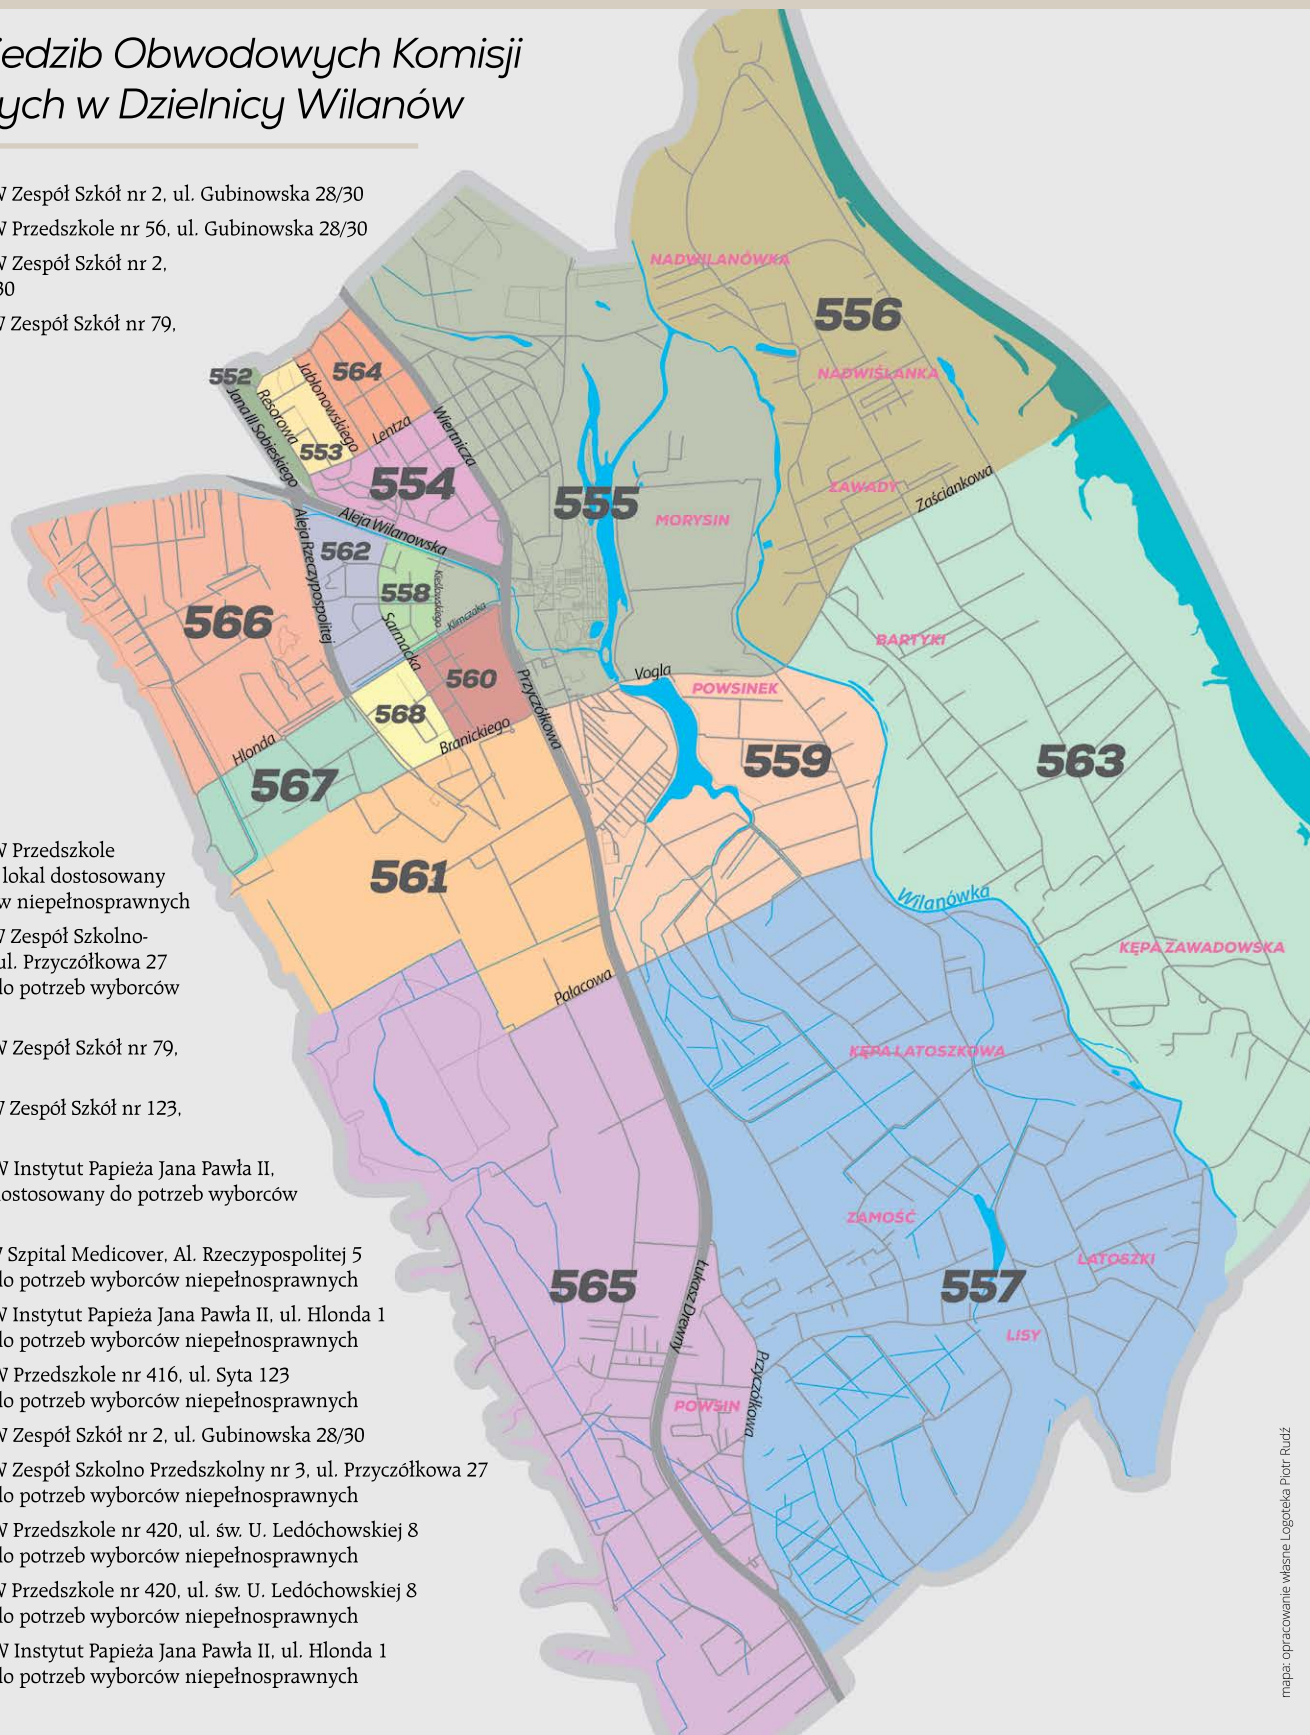 iedzib Obwodowych Komisji
ych w Dzielnicy Wilanów
W Zespół Szkół nr 2, ul. Gubinowska 28/30
W Przedszkole nr 56, ul. Gubinowska 28/30
W Zespół Szkół nr 2,
30
W Zespół Szkół nr 79,
W Przedszkole
lokal dostosowany
w niepełnosprawnych
W Zespół Szkolno-
ul. Przyczółkowa 27
do potrzeb wyborców
W Zespół Szkół nr 79,
W Zespół Szkół nr 123,
W Instytut Papieża Jana Pawła II,
dostosowany do potrzeb wyborców
W Szpital Medicover, Al. Rzeczypospolitej 5
do potrzeb wyborców niepełnosprawnych
W Instytut Papieża Jana Pawła II, ul. Hlonda 1
do potrzeb wyborców niepełnosprawnych
W Przedszkole nr 416, ul. Syta 123
do potrzeb wyborców niepełnosprawnych
W Zespół Szkół nr 2, ul. Gubinowska 28/30
W Zespół Szkolno Przedszkolny nr 3, ul. Przyczółkowa 27
do potrzeb wyborców niepełnosprawnych
W Przedszkole nr 420, ul. św. U. Ledóchowskiej 8
do potrzeb wyborców niepełnosprawnych
W Przedszkole nr 420, ul. św. U. Ledóchowskiej 8
do potrzeb wyborców niepełnosprawnych
W Instytut Papieża Jana Pawła II, ul. Hlonda 1
do potrzeb wyborców niepełnosprawnych
NADWILANÓWKA
556
NADWIŚLANKA
552
564
Jabłonowskiego
Resorowa
Jana III Sobieskiego
Lentza
Wiertnicza
553
554
ZAWADY
Zaściankowa
555
MORYSIN
Aleja Wilanowska
Aleja Rzeczypospolitej
562
558
Kieślowskiego
Klimczaka
Sarmacka
566
BARTYKI
560
Vogla
POWSINEK
Przyczółkowa
568
Branickiego
Hlonda
567
559
563
561
Wilanówka
KĘPA ZAWADOWSKA
Pałacowa
KĘPA LATOSZKOWA
ZAMOŚĆ
LATOSZKI
565
557
Łukasz Drewny
LISY
Przyczółkowa
POWSIN
mapa: opracowanie własne Logoteka Piotr Rudź